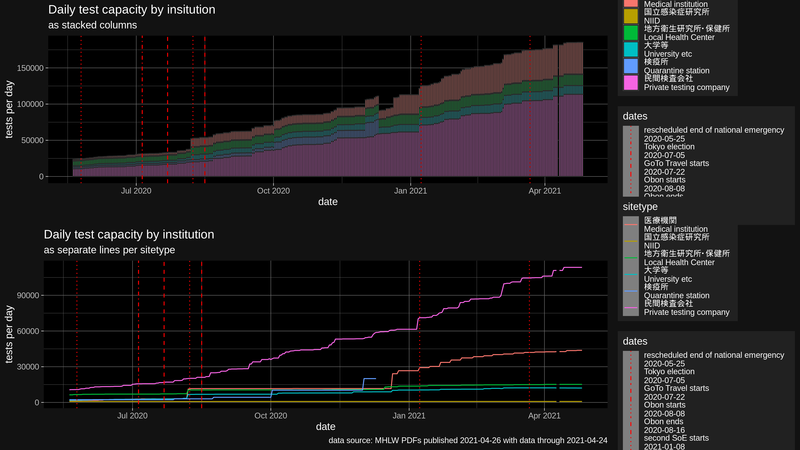 Daily test capacity by insitution
as stacked columns
tests per day
150000
100000
50000
0
Jul 2020
Oct 2020
Jan 2021
Apr 2021
date
Medical institution
国立感染症研究所
NIID
地方衛生研究所・保健所
Local Health Center
大学等
University etc
検疫所
Quarantine station
民間検査会社
Private testing company
dates
rescheduled end of national emergency
2020-05-25
Tokyo election
2020-07-05
GoTo Travel starts
2020-07-22
Obon starts
2020-08-08
Obon ends
Daily test capacity by institution
as separate lines per sitetype
tests per day
90000
60000
30000
0
Jul 2020
Oct 2020
Jan 2021
Apr 2021
date
sitetype
医療機関
Medical institution
国立感染症研究所
NIID
地方衛生研究所・保健所
Local Health Center
大学等
University etc
検疫所
Quarantine station
民間検査会社
Private testing company
dates
rescheduled end of national emergency
2020-05-25
Tokyo election
2020-07-05
GoTo Travel starts
2020-07-22
Obon starts
2020-08-08
Obon ends
2020-08-16
second SoE starts
2021-01-08
data source: MHLW PDFs published 2021-04-26 with data through 2021-04-24